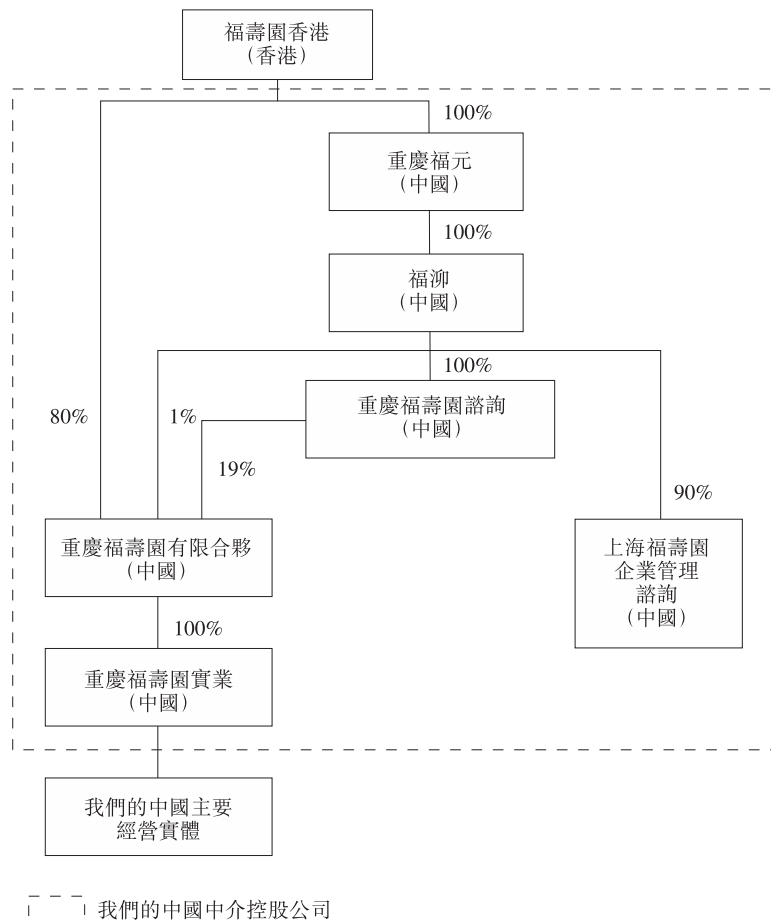 福壽園香港
（香港）
100%
重慶福元
（中國）
100%
福泖
（中國）
100%
重慶福壽園諮詢
（中國）
80%
1%
19%
90%
重慶福壽園有限合夥
（中國）
上海福壽園
企業管理
諮詢
（中國）
100%
重慶福壽園實業
（中國）
我們的中國主要
經營實體
我們的中國中介控股公司